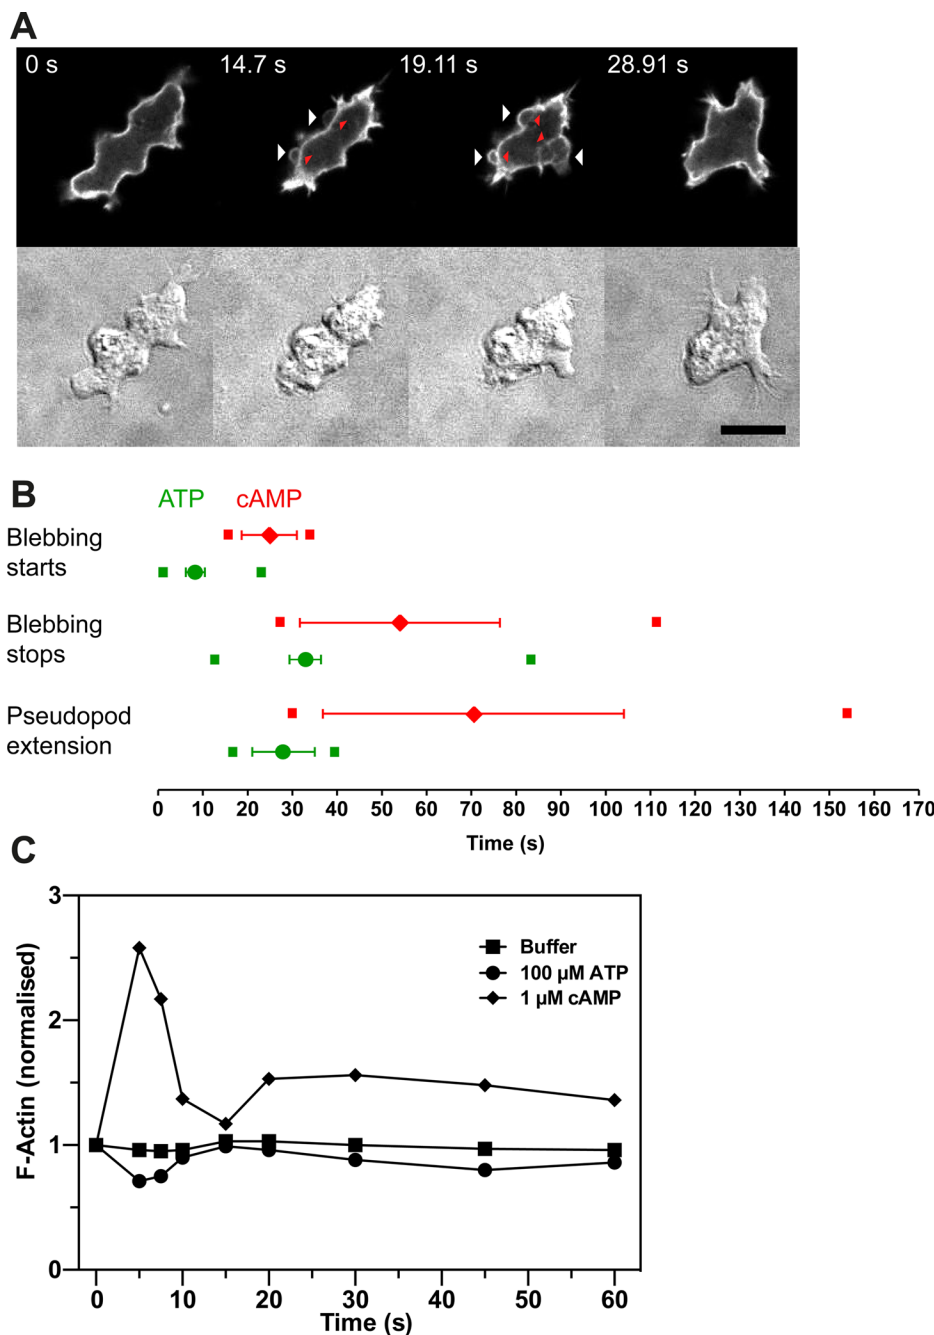 A
0 s 14.7 s 19.11 s 28.91 s
B
ATP cAMP
Blebbing
starts
Blebbing
stops
Pseudopod
extension
0 10 20 30 40 50 60 70 80 90 100 110 120 130 140 150 160 170
Time (s)
C
3
2
1
0
F-Actin (normalised)
Buffer
100 µM ATP
1 µM cAMP
0 10 20 30 40 50 60
Time (s)